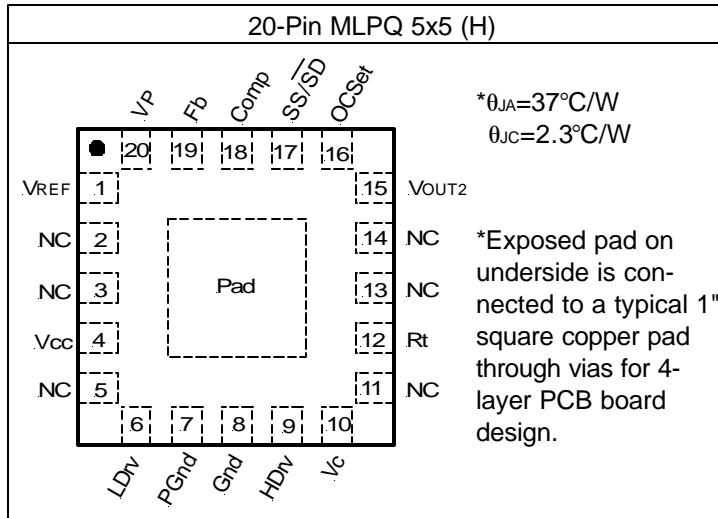 20-Pin MLPQ 5x5 (H)
VP Fb Comp SS/SD OCSet
20 19 18 17 16
VREF 1 15 VOUT2
NC 2 14 NC
NC 3 13 NC
Vcc 4 12 Rt
NC 5 11 NC
Pad
6 7 8 9 10
LDrv PGnd Gnd HDrv Vc
*θJA=37°C/W
θJC=2.3°C/W
*Exposed pad on
underside is con-
nected to a typical 1"
square copper pad
through vias for 4-
layer PCB board
design.